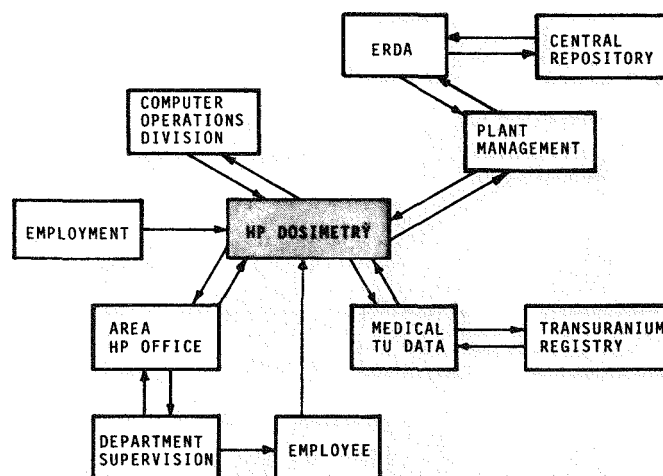 ERDA
CENTRAL
REPOSITORY
COMPUTER
OPERATIONS
DIVISION
PLANT
MANAGEMENT
EMPLOYMENT
HP DOSIMETRY
AREA
HP OFFICE
MEDICAL
TU DATA
TRANSURANIUM
REGISTRY
DEPARTMENT
SUPERVISION
EMPLOYEE